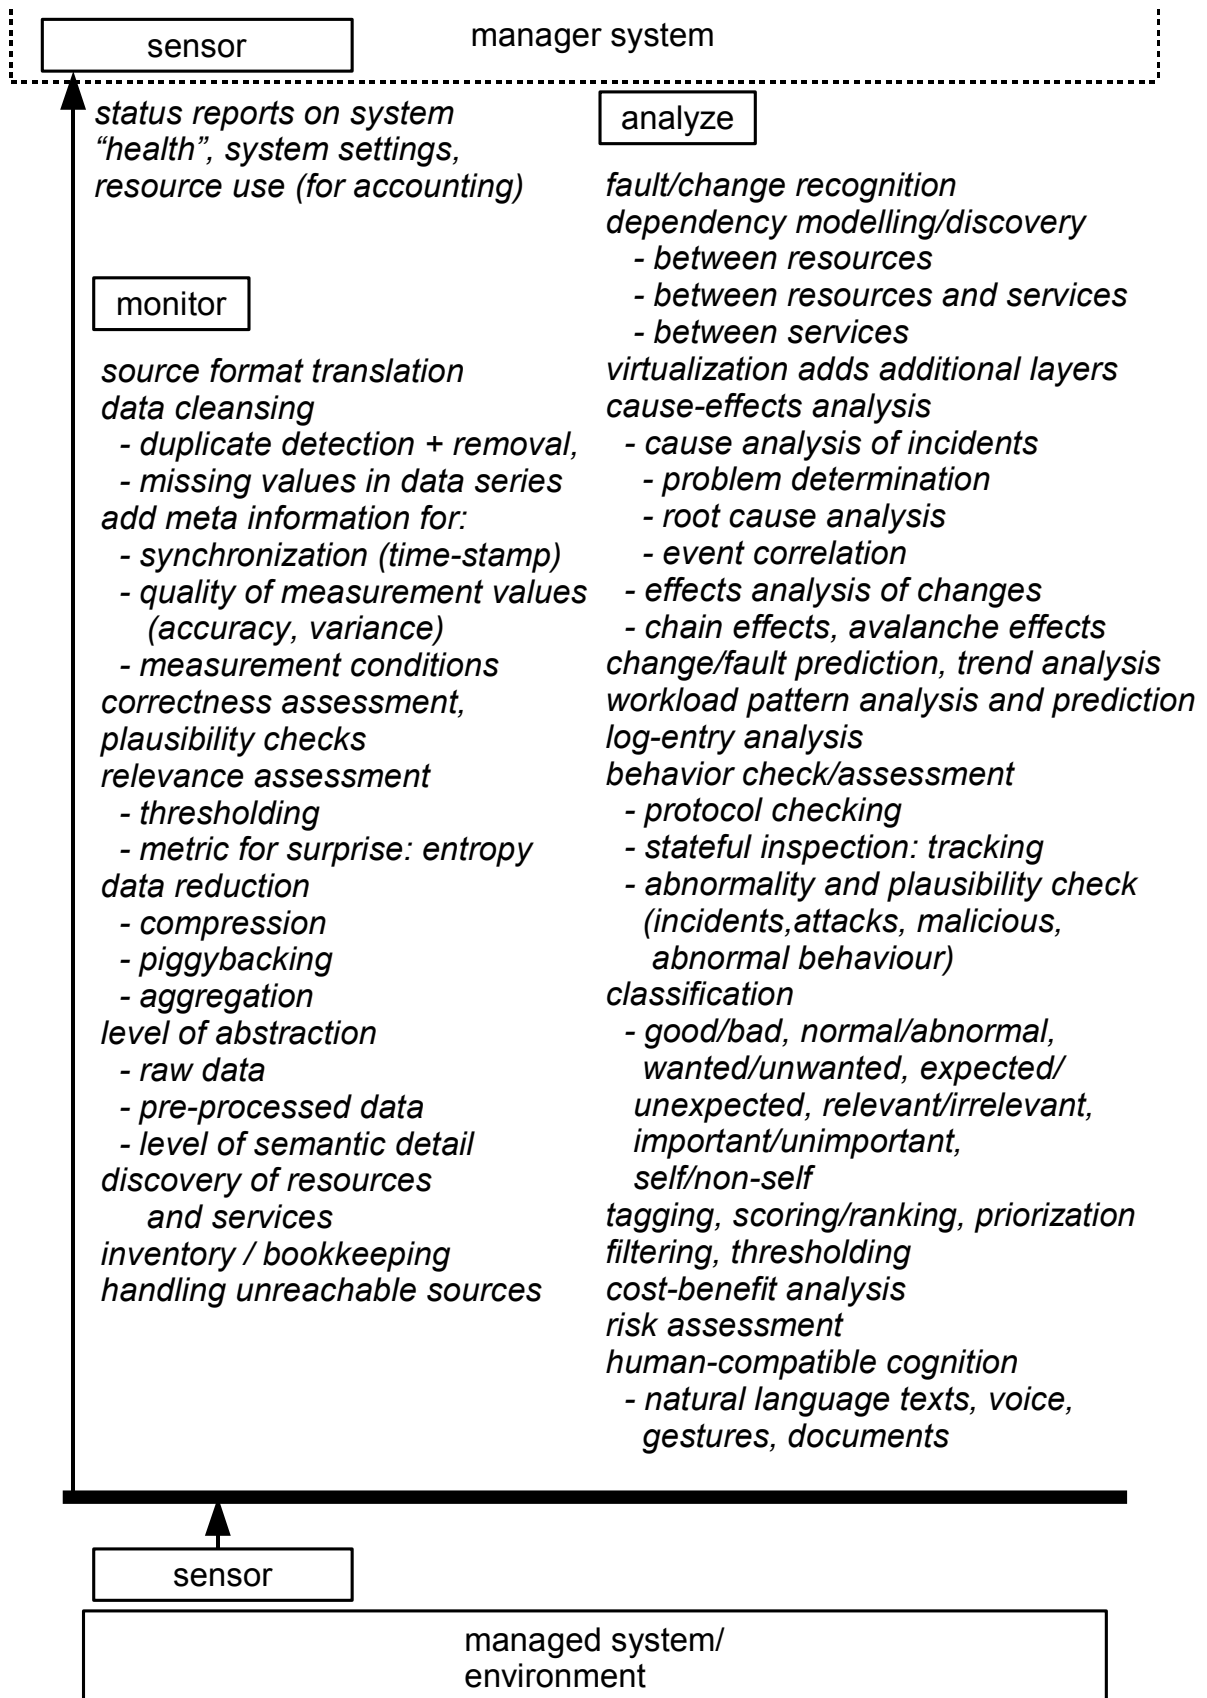 sensor
manager system
status reports on system
“health”, system settings,
resource use (for accounting)
monitor
source format translation
data cleansing
- duplicate detection + removal,
- missing values in data series
add meta information for:
- synchronization (time-stamp)
- quality of measurement values
(accuracy, variance)
- measurement conditions
correctness assessment,
plausibility checks
relevance assessment
- thresholding
- metric for surprise: entropy
data reduction
- compression
- piggybacking
- aggregation
level of abstraction
- raw data
- pre-processed data
- level of semantic detail
discovery of resources
and services
inventory / bookkeeping
handling unreachable sources
analyze
fault/change recognition
dependency modelling/discovery
- between resources
- between resources and services
- between services
virtualization adds additional layers
cause-effects analysis
- cause analysis of incidents
- problem determination
- root cause analysis
- event correlation
- effects analysis of changes
- chain effects, avalanche effects
change/fault prediction, trend analysis
workload pattern analysis and prediction
log-entry analysis
behavior check/assessment
- protocol checking
- stateful inspection: tracking
- abnormality and plausibility check
(incidents,attacks, malicious,
abnormal behaviour)
classification
- good/bad, normal/abnormal,
wanted/unwanted, expected/
unexpected, relevant/irrelevant,
important/unimportant,
self/non-self
tagging, scoring/ranking, priorization
filtering, thresholding
cost-benefit analysis
risk assessment
human-compatible cognition
- natural language texts, voice,
gestures, documents
sensor
managed system/
environment